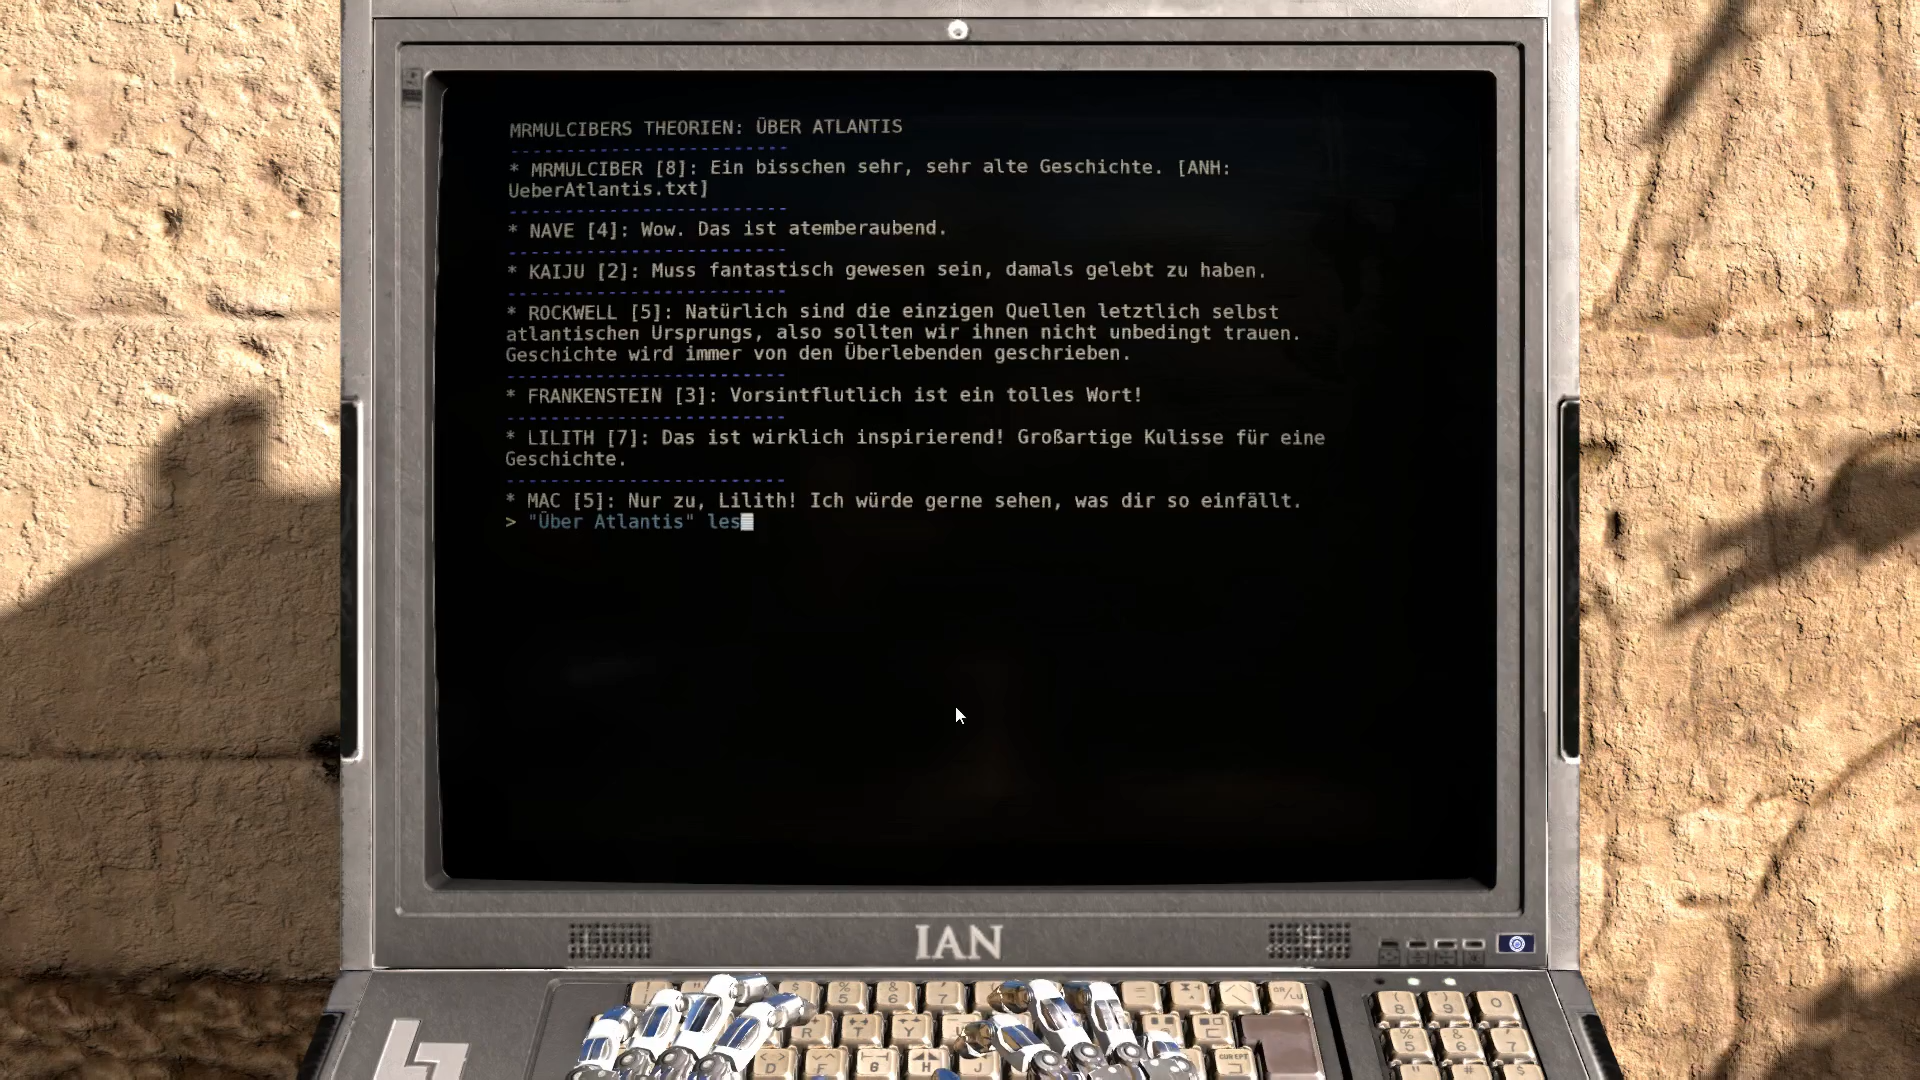 MRMULCIBERS THEORIEN: ÜBER ATLANTIS
* MRMULCIBER [8]: Ein bisschen sehr, sehr alte Geschichte. [ANH:
UeberAtlantis.txt]
* NAVE [4]: Wow. Das ist atemberaubend.
* KAIJU [2]: Muss fantastisch gewesen sein, damals gelebt zu haben.
* ROCKWELL [5]: Natürlich sind die einzigen Quellen letztlich selbst
atlantischen Ursprungs, also sollten wir ihnen nicht unbedingt trauen.
Geschichte wird immer von den Überlebenden geschrieben.
* FRANKENSTEIN [3]: Vorsintflutlich ist ein tolles Wort!
* LILITH [7]: Das ist wirklich inspirierend! Großartige Kulisse für eine
Geschichte.
* MAC [5]: Nur zu, Lilith! Ich würde gerne sehen, was dir so einfällt.
> "Über Atlantis" les
IAN